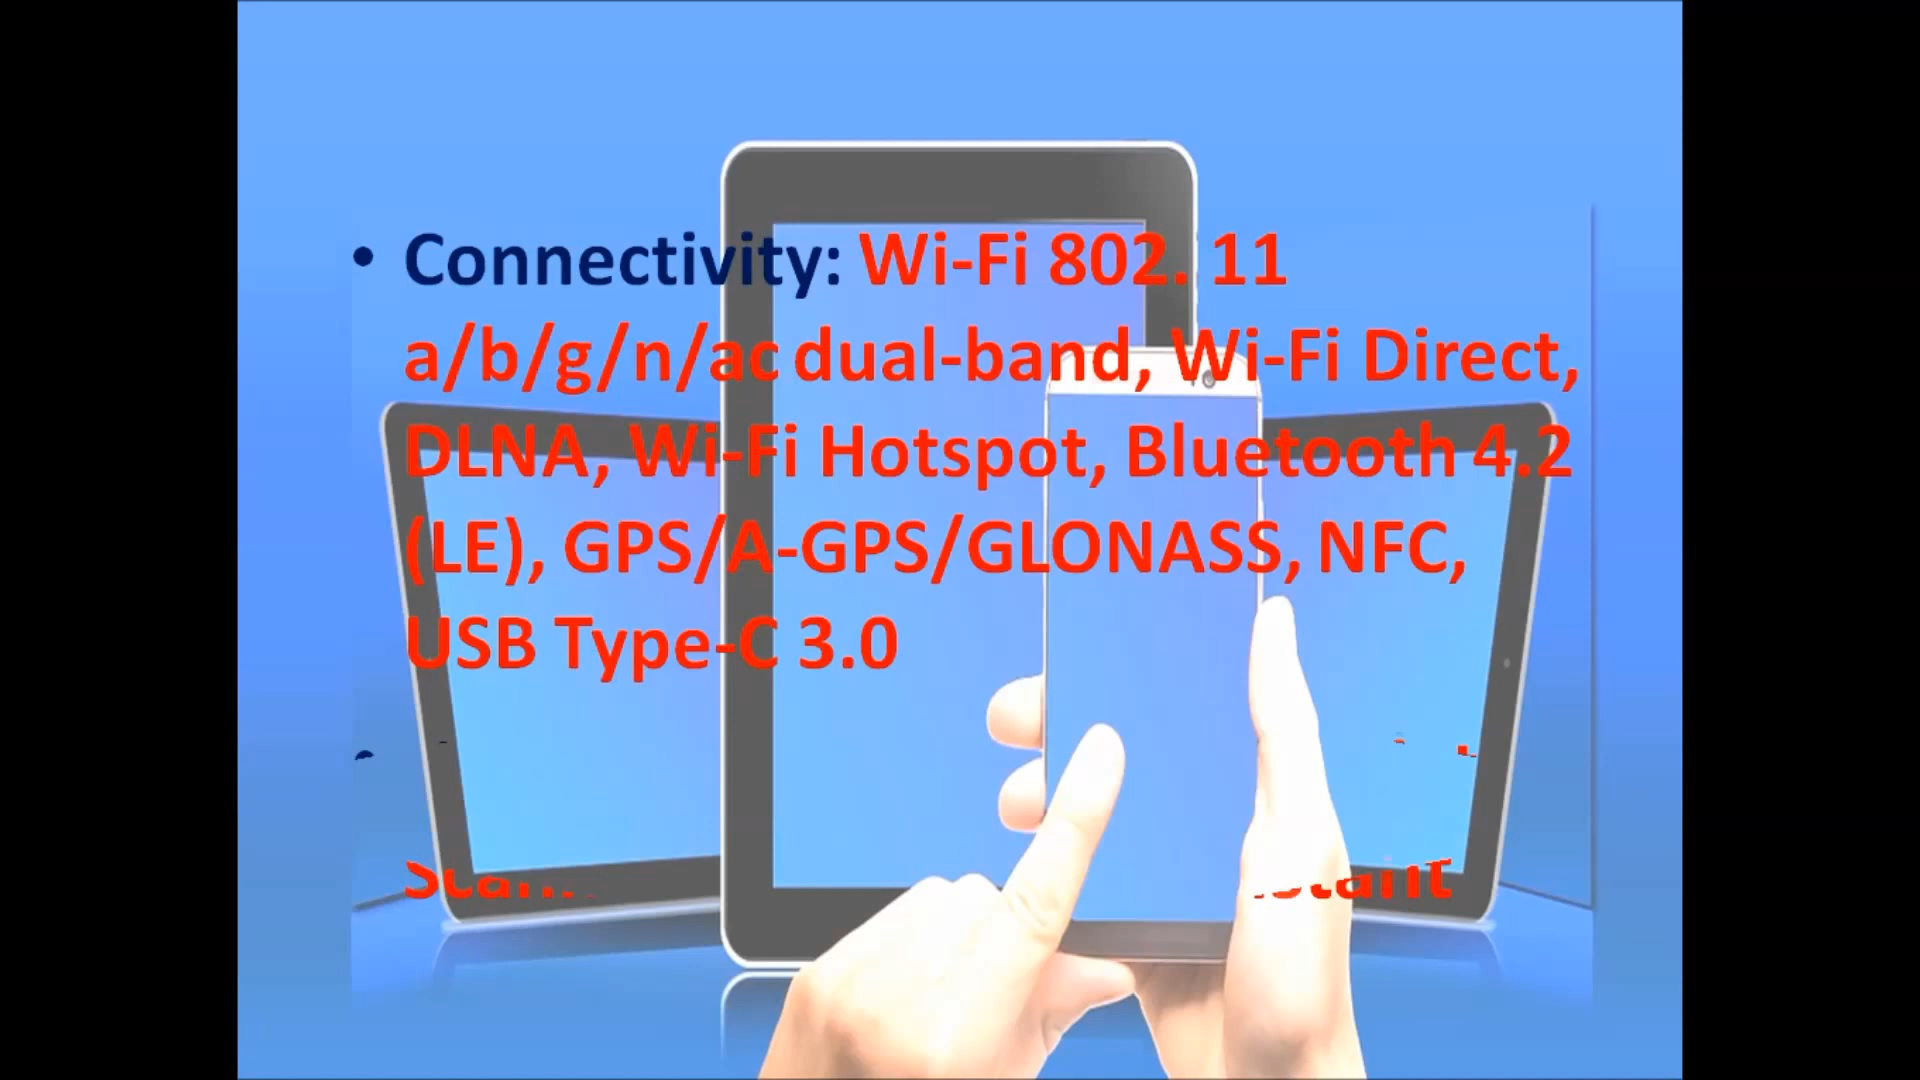 • Connectivity: Wi-Fi 802. 11
a/b/g/n/ac dual-band, Wi-Fi Direct,
DLNA, Wi-Fi Hotspot, Bluetooth 4.2
(LE), GPS/A-GPS/GLONASS, NFC,
USB Type-C 3.0